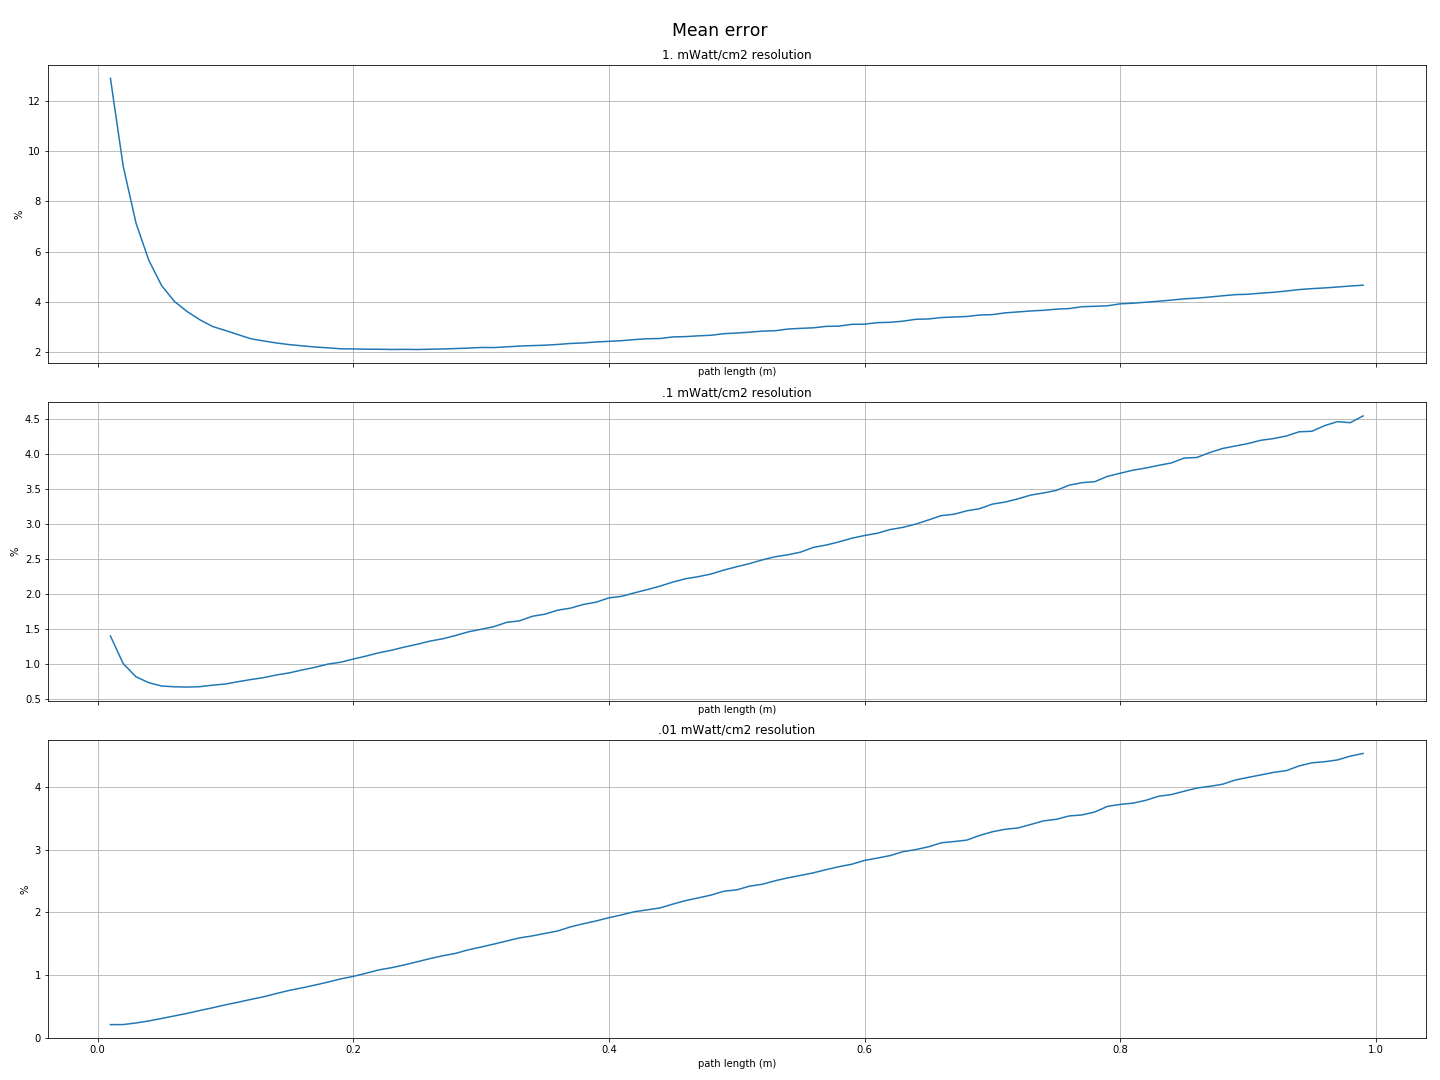 Mean error
1. mWatt/cm2 resolution
12
10
8
6
4
2
%
path length (m)
.1 mWatt/cm2 resolution
4.5
4.0
3.5
3.0
2.5
2.0
1.5
1.0
0.5
%
path length (m)
.01 mWatt/cm2 resolution
4
3
2
1
0
%
0.0 0.2 0.4 0.6 0.8 1.0
path length (m)